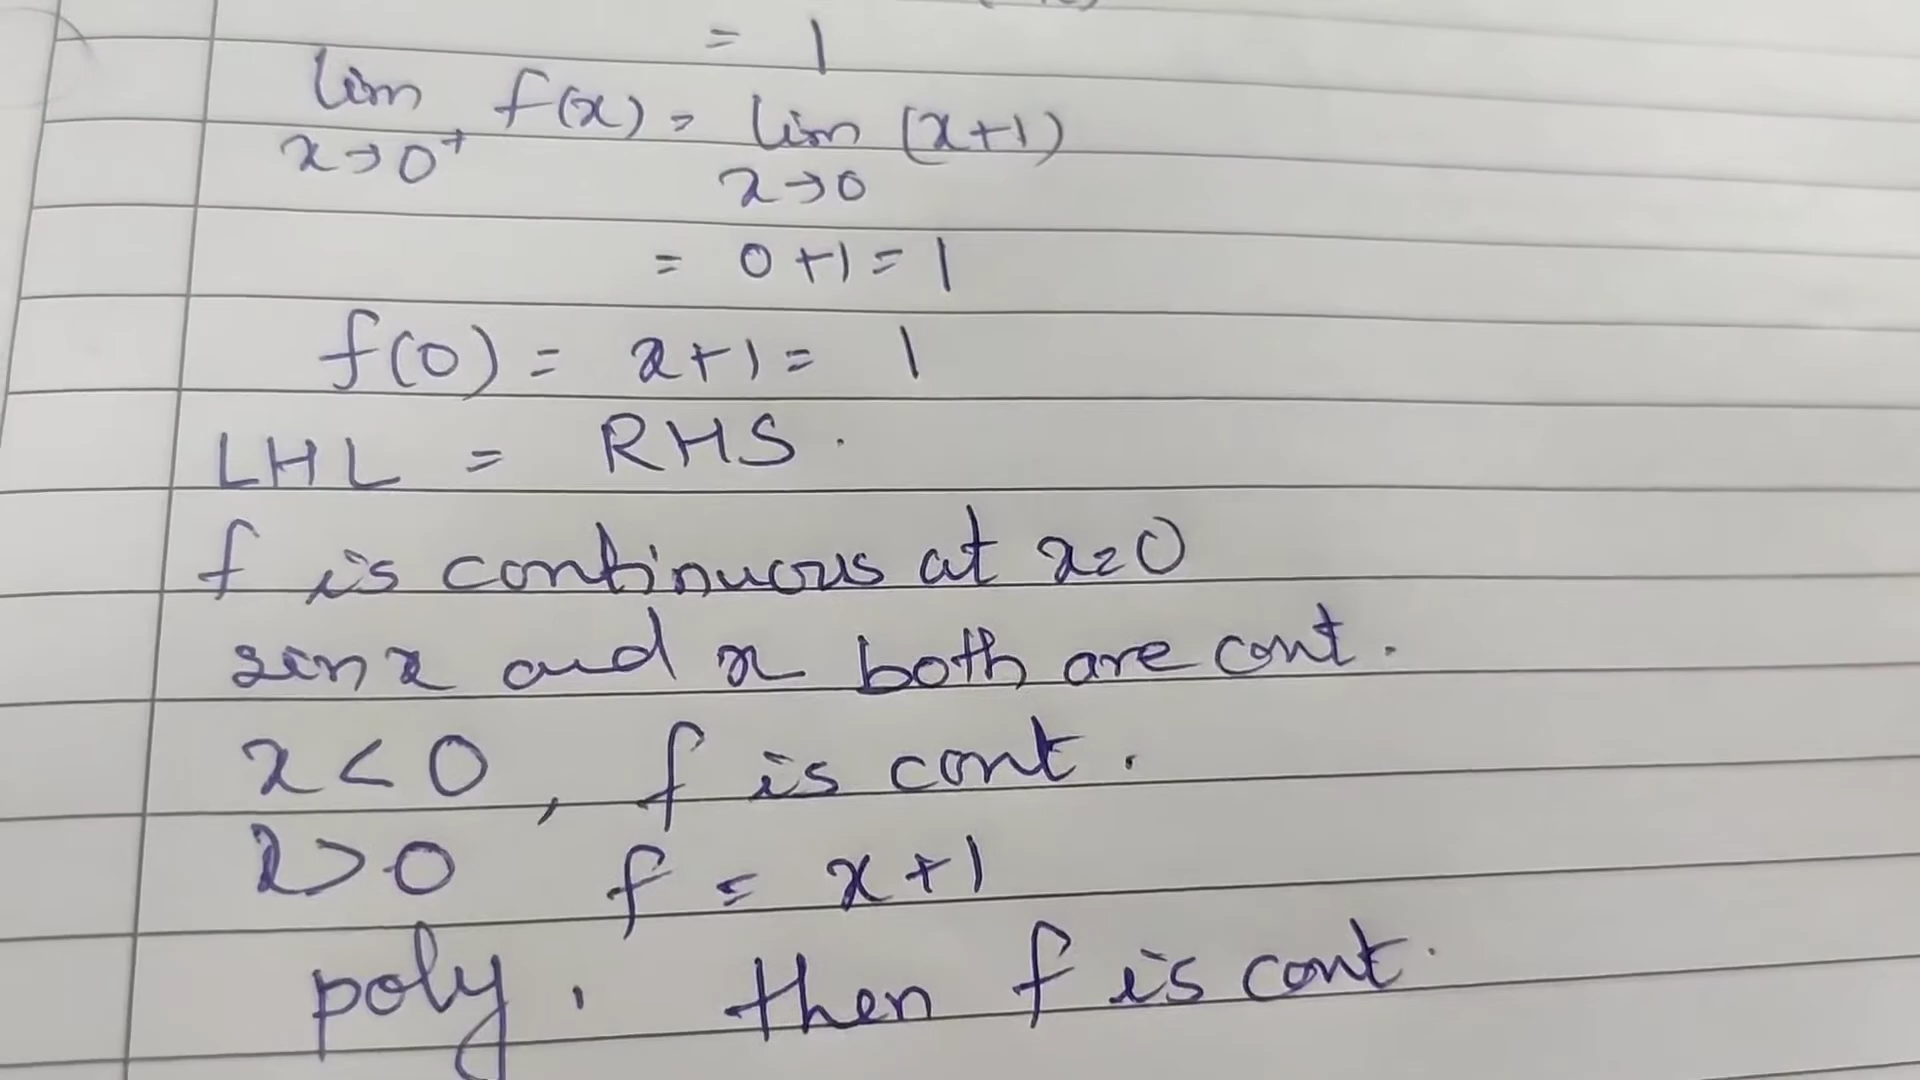 = 1
lim f(x) = lim (x+1)
x→0⁺ x→0
= 0+1 = 1
f(0) = x+1 = 1
LHL = RHS.
f is continuous at x=0
sin x and x both are cont.
x<0, f is cont.
x>0 f = x+1
poly. then f is cont.